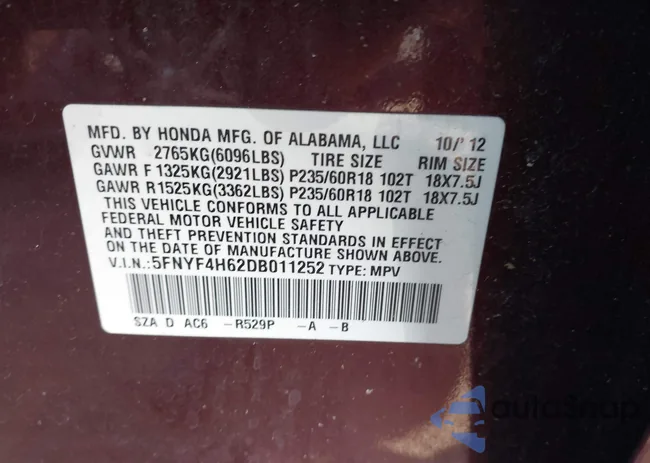 MFD. BY HONDA MFG. OF ALABAMA, LLC 10/12
GVWR 2765KG(6096LBS) TIRE SIZE RIM SIZE
GAWR F 1325KG(2921LBS) P235/60R18 102T 18X7.5J
GAWR R1525KG(3362LBS) P235/60R18 102T 18X7.5J
THIS VEHICLE CONFORMS TO ALL APPLICABLE
FEDERAL MOTOR VEHICLE SAFETY
AND THEFT PREVENTION STANDARDS IN EFFECT
ON THE DATE OF MANUFACTURE SHOWN ABOVE.
V.I.N.:5FNYF4H62DB011252 TYPE: MPV
SZA D AC6 -R529P -A -B
autosnap